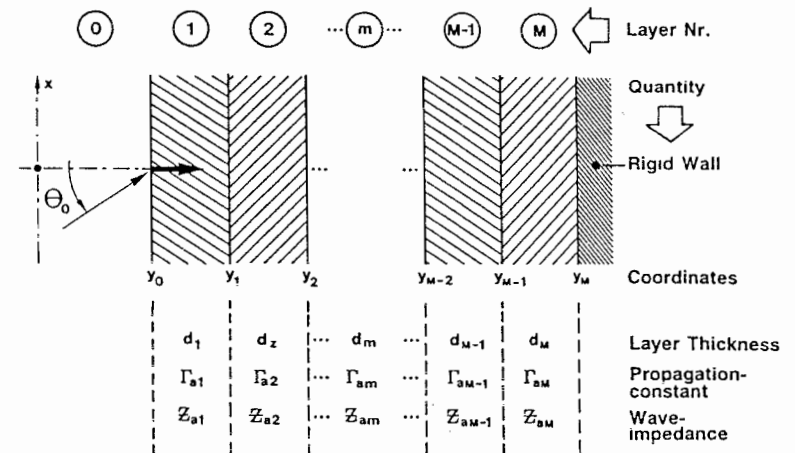 0 1 2 ··· m ··· M-1 M Layer Nr.
x
Quantity
Θ₀
··· ···
Rigid Wall
y₀ y₁ y₂ yM-2 yM-1 yM Coordinates
d₁ d₂ ··· dm ··· dM-1 dM Layer Thickness
Γa1 Γa2 ··· Γam ··· ΓaM-1 ΓaM Propagation-
constant
Za1 Za2 ··· Zam ··· ZaM-1 ZaM Wave-
impedance